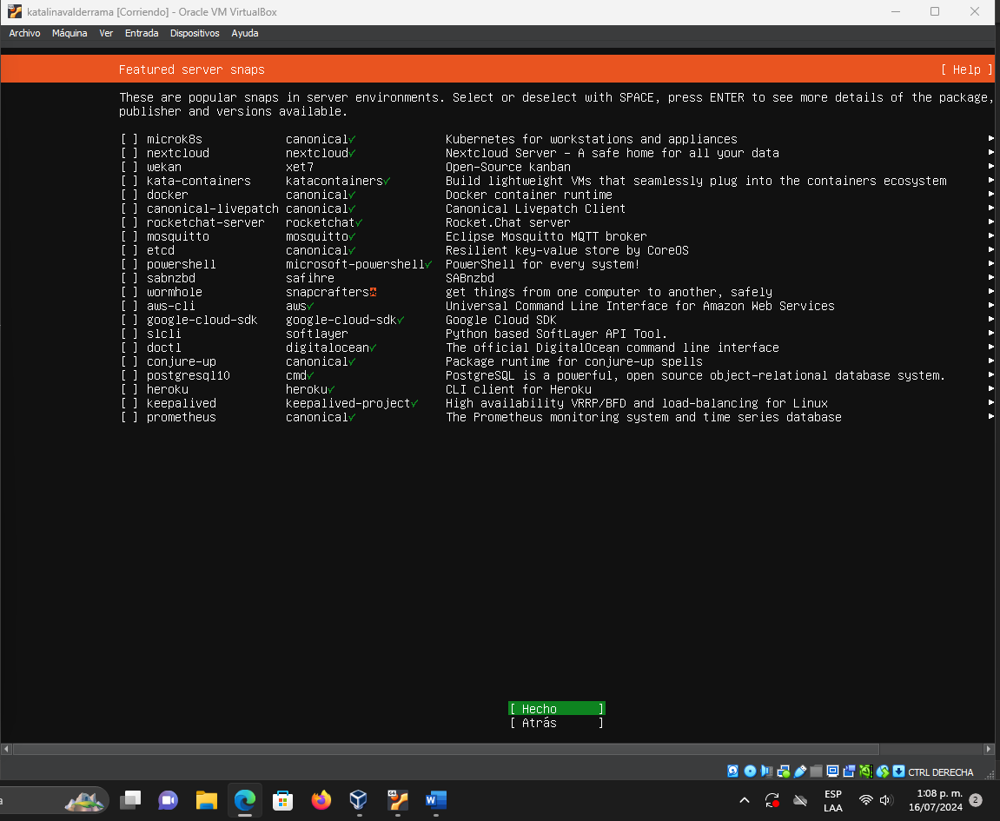 katalinavalderrama [Corriendo] - Oracle VM VirtualBox
Archivo Máquina Ver Entrada Dispositivos Ayuda
Featured server snaps [ Help ]
These are popular snaps in server environments. Select or deselect with SPACE, press ENTER to see more details of the package,
publisher and versions available.
[ ] microk8s canonical✓ Kubernetes for workstations and appliances ▸
[ ] nextcloud nextcloud✓ Nextcloud Server - A safe home for all your data ▸
[ ] wekan xet7 Open-Source kanban ▸
[ ] kata-containers katacontainers✓ Build lightweight VMs that seamlessly plug into the containers ecosystem ▸
[ ] docker canonical✓ Docker container runtime ▸
[ ] canonical-livepatch canonical✓ Canonical Livepatch Client ▸
[ ] rocketchat-server rocketchat✓ Rocket.Chat server ▸
[ ] mosquitto mosquitto✓ Eclipse Mosquitto MQTT broker ▸
[ ] etcd canonical✓ Resilient key-value store by CoreOS ▸
[ ] powershell microsoft-powershell✓ PowerShell for every system! ▸
[ ] sabnzbd safihre SABnzbd ▸
[ ] wormhole snapcrafters get things from one computer to another, safely ▸
[ ] aws-cli aws✓ Universal Command Line Interface for Amazon Web Services ▸
[ ] google-cloud-sdk google-cloud-sdk✓ Google Cloud SDK ▸
[ ] slcli softlayer Python based SoftLayer API Tool. ▸
[ ] doctl digitalocean✓ The official DigitalOcean command line interface ▸
[ ] conjure-up canonical✓ Package runtime for conjure-up spells ▸
[ ] postgresql10 cmd✓ PostgreSQL is a powerful, open source object-relational database system. ▸
[ ] heroku heroku✓ CLI client for Heroku ▸
[ ] keepalived keepalived-project✓ High availability VRRP/BFD and load-balancing for Linux ▸
[ ] prometheus canonical✓ The Prometheus monitoring system and time series database ▸
[ Hecho ]
[ Atrás ]
CTRL DERECHA
a
ESP
LAA
1:08 p. m.
16/07/2024
2